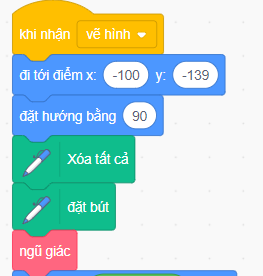 khi nhận vẽ hình
đi tới điểm x: -100 y: -139
đặt hướng bằng 90
Xóa tất cả
đặt bút
ngũ giác